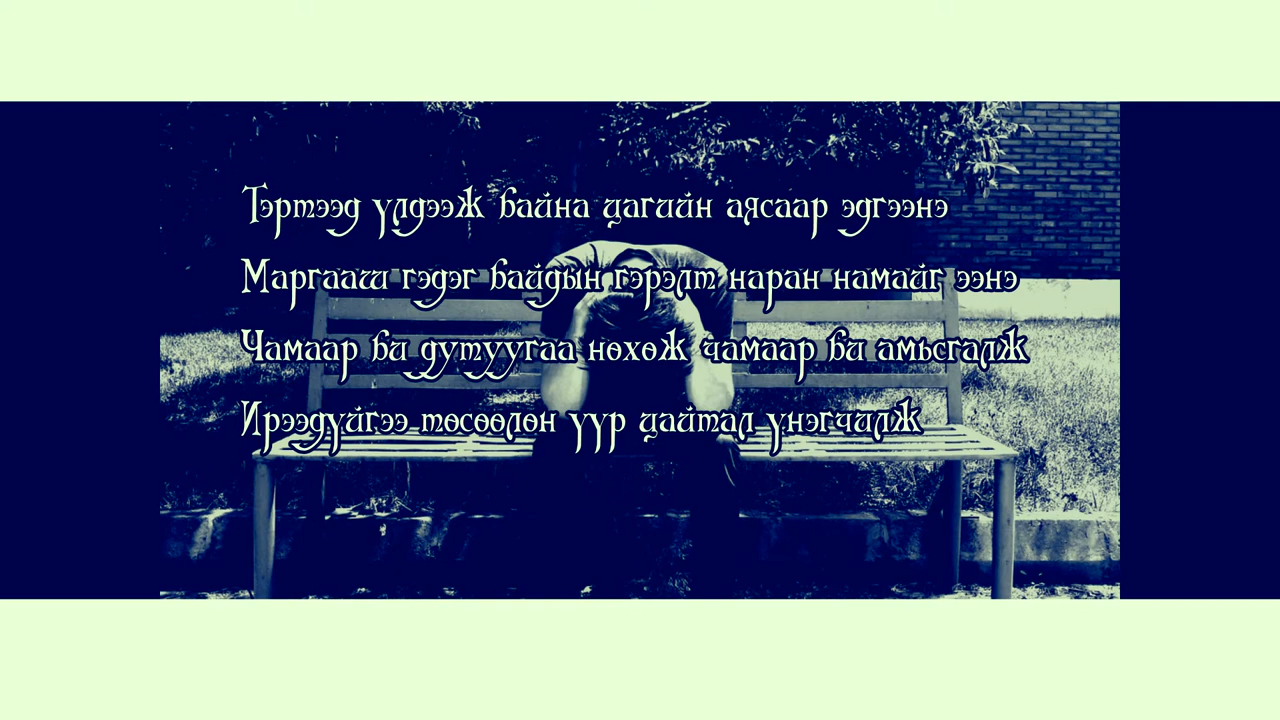 Тэртээд үлдээж байна цагийн аясаар эдгээнэ
Маргааш гэдэг байдын гэрэлт наран намайг ээнэ
Чамаар би дутуугаа нөхөж чамаар би амьсгалж
Ирээдүйгээ төсөөлөн үүр цайтал үнэгчилж